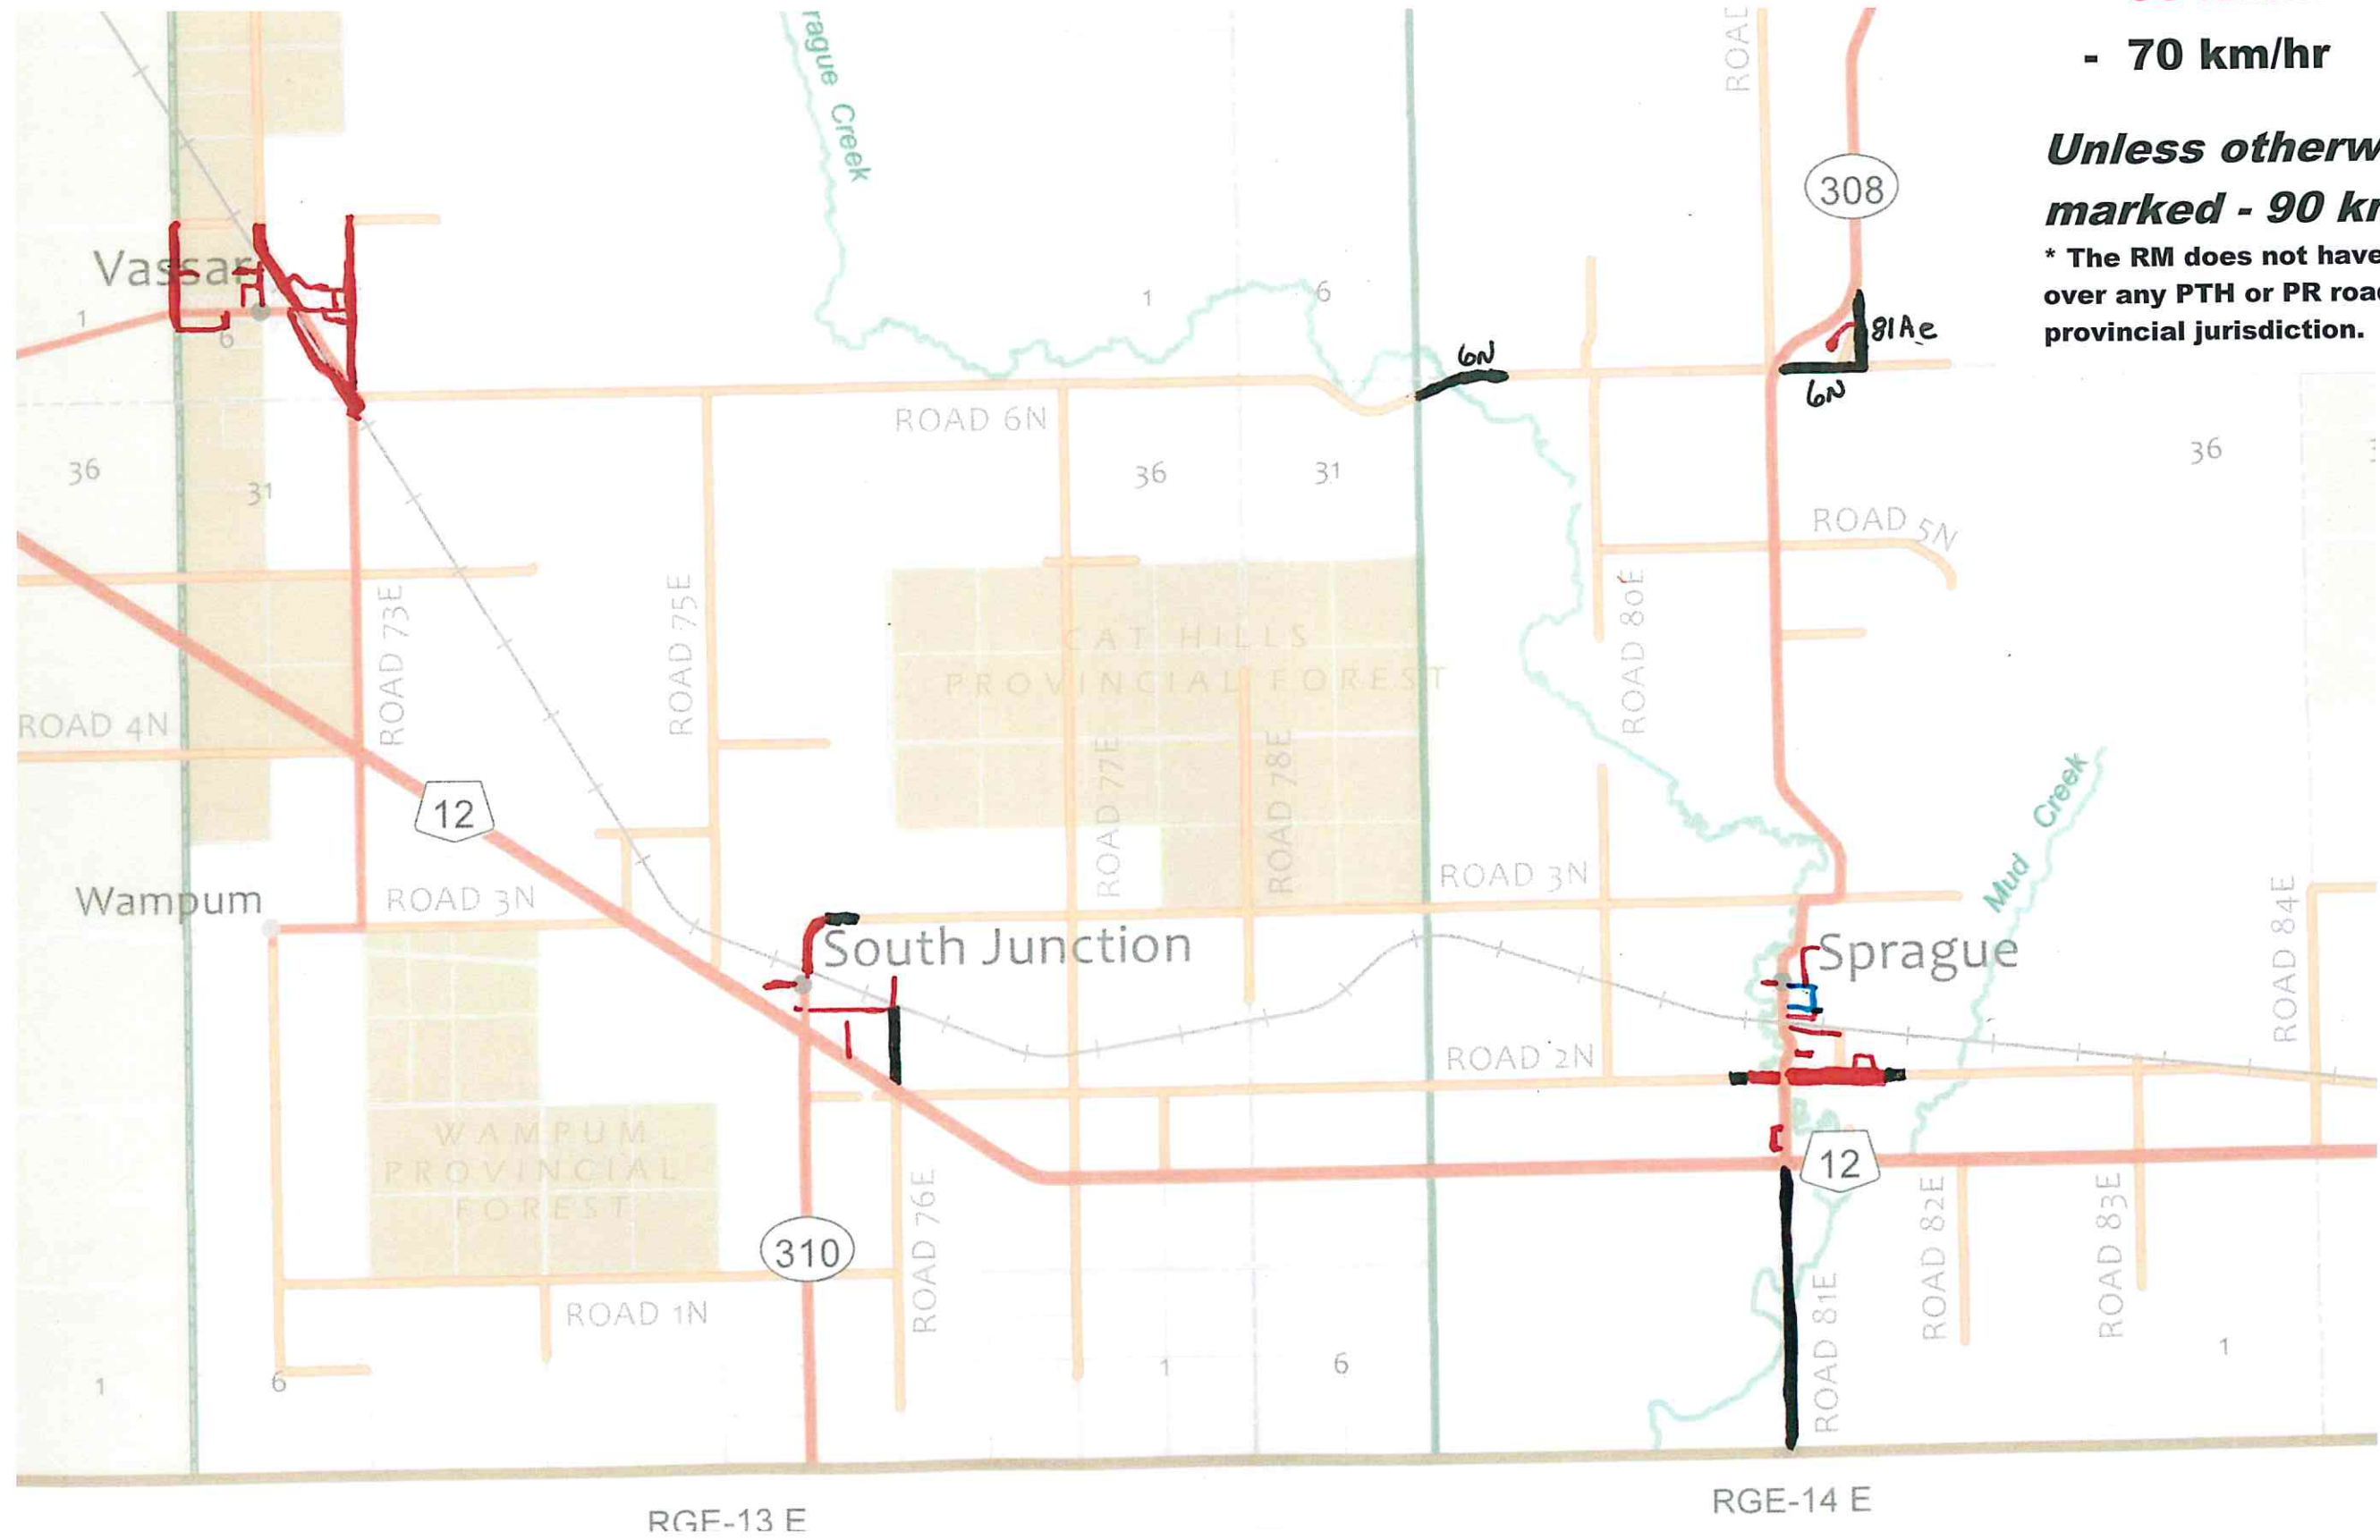 - 70 km/hr
Unless otherw
marked - 90 k
* The RM does not have
over any PTH or PR roa
provincial jurisdiction.
rague Creek
ROAD
308
Vassar
1
6
1
6
6N
81Ae
6N
ROAD 6N
36
31
36
31
36
ROAD 5N
ROAD 73E
ROAD 75E
CAT HILLS
PROVINCIAL FOREST
ROAD 80E
ROAD 4N
ROAD 77E
ROAD 78E
12
Mud Creek
Wampum
ROAD 3N
ROAD 3N
South Junction
Sprague
ROAD 84E
ROAD 2N
WAMPUM
PROVINCIAL
FOREST
12
310
ROAD 76E
ROAD 81E
ROAD 82E
ROAD 83E
ROAD 1N
1
6
1
6
1
RGE-13 E
RGE-14 E